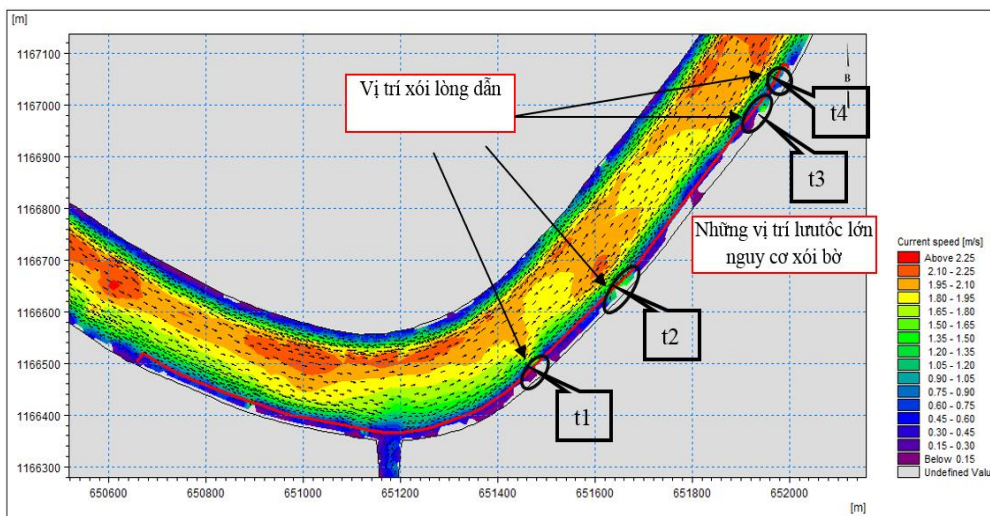 [m]
1167100
1167000
1166900
1166800
1166700
1166600
1166500
1166400
1166300
650600
650800
651000
651200
651400
651600
651800
652000
[m]
Vị trí xói lòng dẫn
B
t4
t3
Những vị trí lưutốc lớn
nguy cơ xói bờ
t2
t1
Current speed [m/s]
Above 2.25
2.10 - 2.25
1.95 - 2.10
1.80 - 1.95
1.65 - 1.80
1.50 - 1.65
1.35 - 1.50
1.20 - 1.35
1.05 - 1.20
0.90 - 1.05
0.75 - 0.90
0.60 - 0.75
0.45 - 0.60
0.30 - 0.45
0.15 - 0.30
Below 0.15
Undefined Value